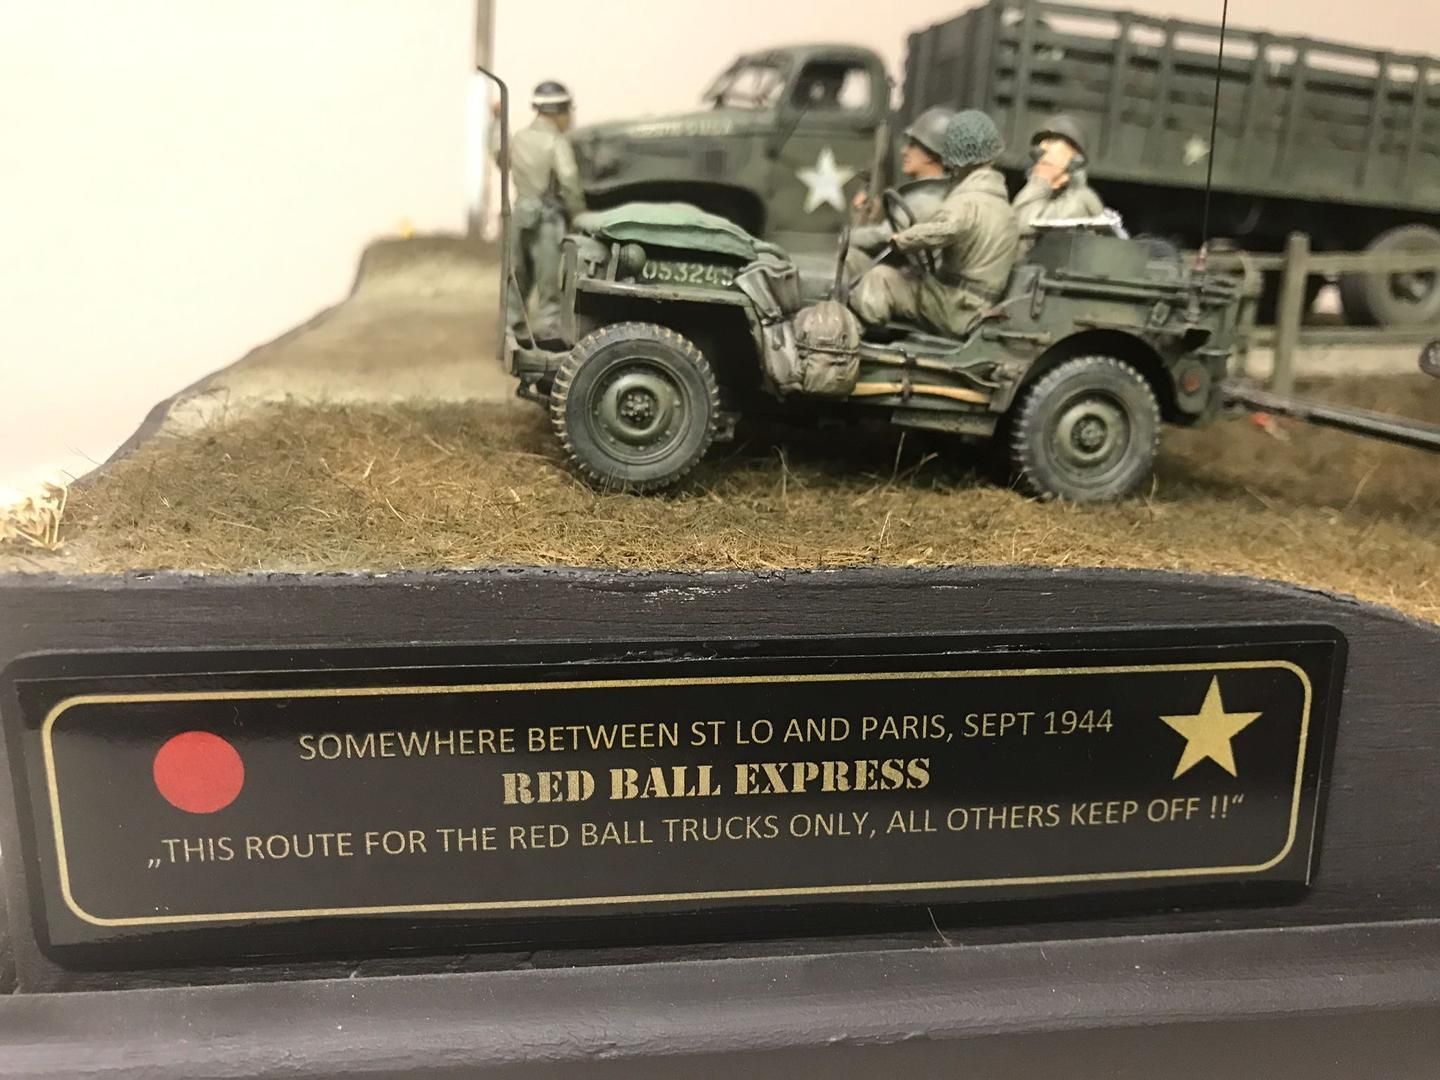 053245
SOMEWHERE BETWEEN ST LO AND PARIS, SEPT 1944
RED BALL EXPRESS
„THIS ROUTE FOR THE RED BALL TRUCKS ONLY, ALL OTHERS KEEP OFF !!“